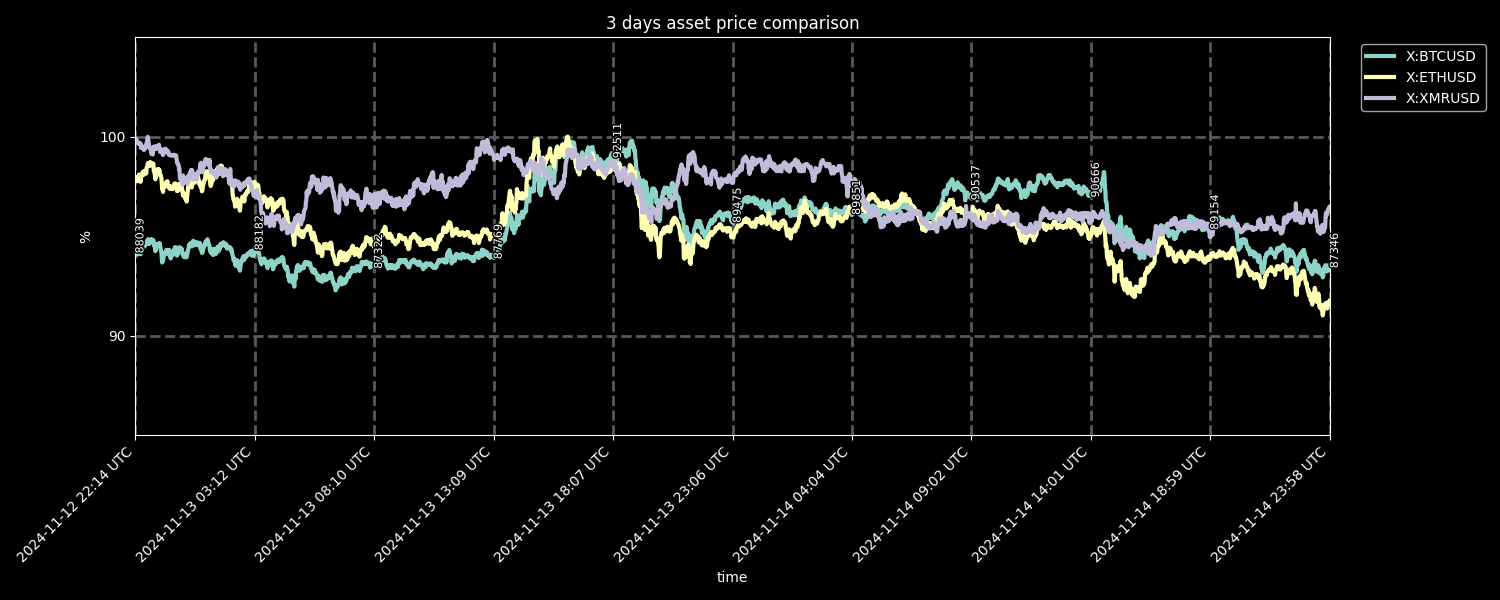 3 days asset price comparison
X:BTCUSD
X:ETHUSD
X:XMRUSD
100
90
%
88039
88182
87322
87769
92511
89475
89851
90537
90666
89154
87346
2024-11-12 22:14 UTC
2024-11-13 03:12 UTC
2024-11-13 08:10 UTC
2024-11-13 13:09 UTC
2024-11-13 18:07 UTC
2024-11-13 23:06 UTC
2024-11-14 04:04 UTC
2024-11-14 09:02 UTC
2024-11-14 14:01 UTC
2024-11-14 18:59 UTC
2024-11-14 23:58 UTC
time